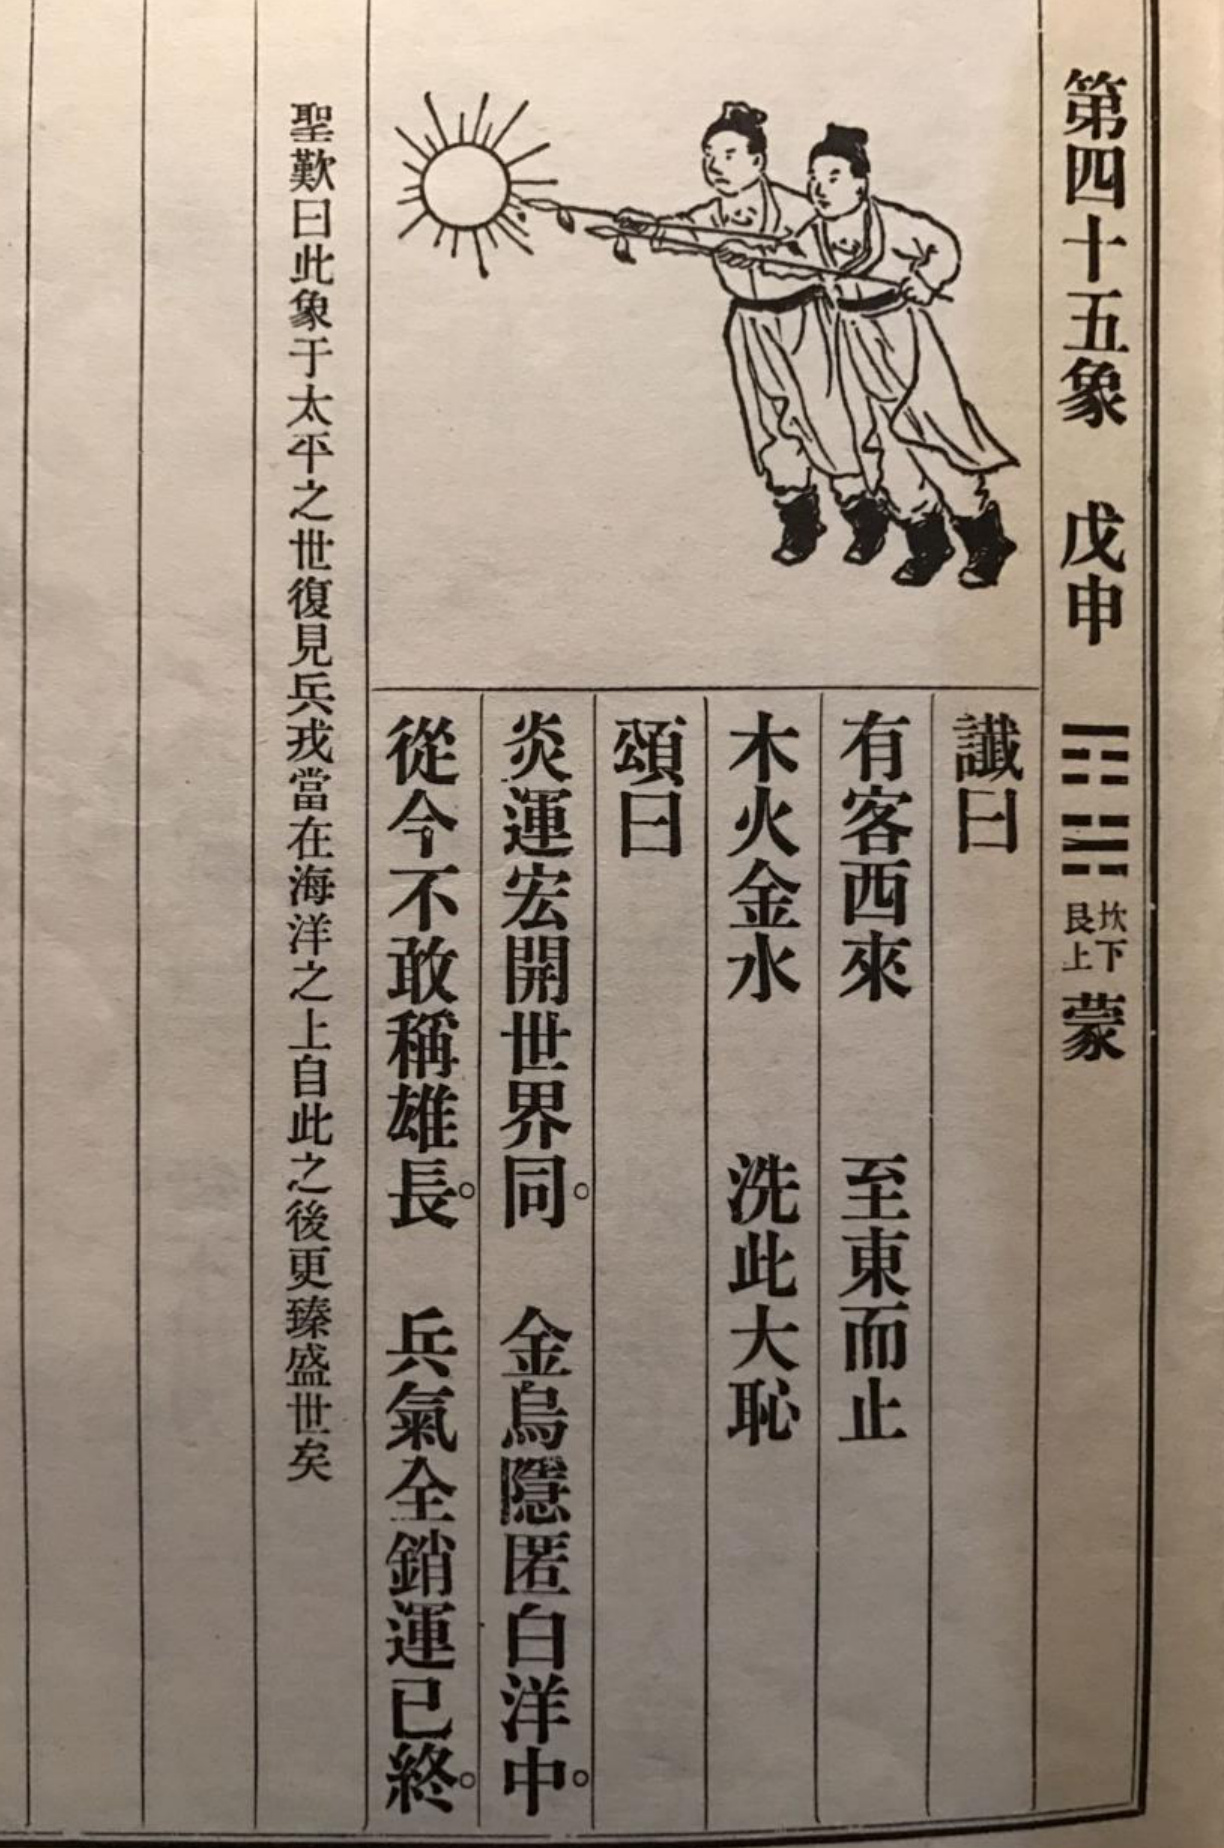 第四十五象 戊申 坎下艮上 蒙
讖曰
有客西來 至東而止
木火金水 洗此大恥
頌曰
炎運宏開世界同。 金烏隱匿白洋中。
從今不敢稱雄長。 兵氣全銷運已終。
聖歎曰此象于太平之世復見兵戎當在海洋之上自此之後更臻盛世矣